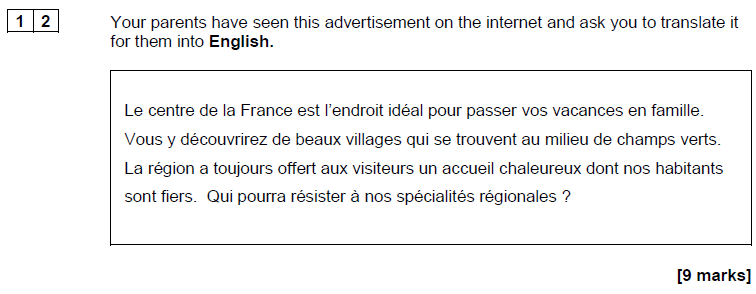 1 2 Your parents have seen this advertisement on the internet and ask you to translate it
for them into English.
Le centre de la France est l’endroit idéal pour passer vos vacances en famille.
Vous y découvrirez de beaux villages qui se trouvent au milieu de champs verts.
La région a toujours offert aux visiteurs un accueil chaleureux dont nos habitants
sont fiers.  Qui pourra résister à nos spécialités régionales ?
[9 marks]